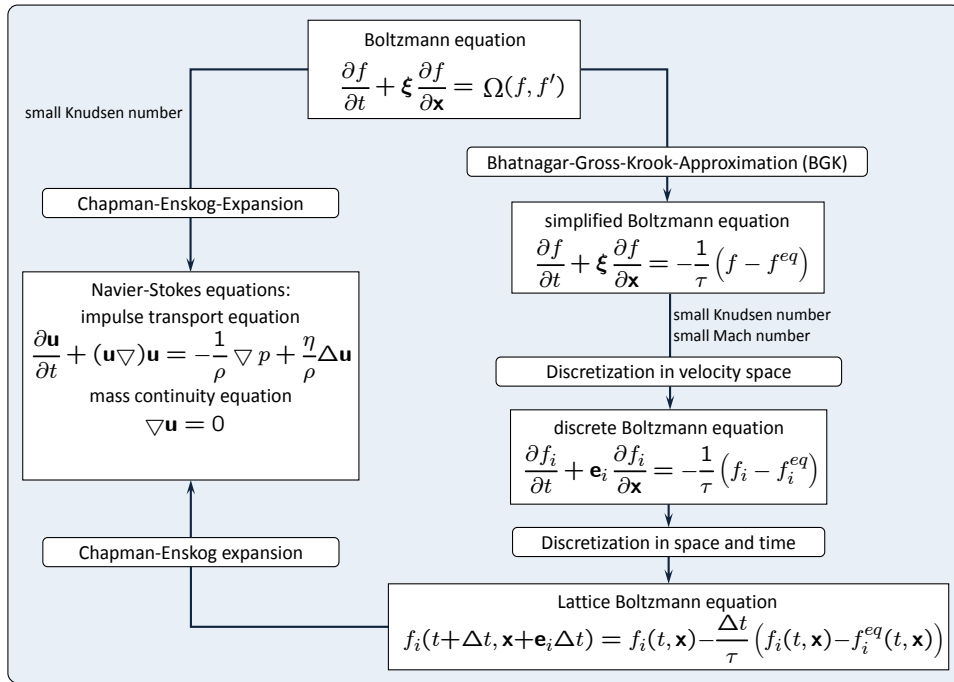 Boltzmann equation
∂f/∂t + ξ ∂f/∂x = Ω(f, f′)
small Knudsen number
Bhatnagar-Gross-Krook-Approximation (BGK)
Chapman-Enskog-Expansion
simplified Boltzmann equation
∂f/∂t + ξ ∂f/∂x = −1/τ (f − f^{eq})
Navier-Stokes equations:
impulse transport equation
∂u/∂t + (u▽)u = −1/ρ ▽ p + η/ρ Δu
mass continuity equation
▽u = 0
small Knudsen number
small Mach number
Discretization in velocity space
discrete Boltzmann equation
∂f_i/∂t + e_i ∂f_i/∂x = −1/τ (f_i − f_i^{eq})
Chapman-Enskog expansion
Discretization in space and time
Lattice Boltzmann equation
f_i(t+Δt, x+e_iΔt) = f_i(t, x)−Δt/τ (f_i(t, x)−f_i^{eq}(t, x))